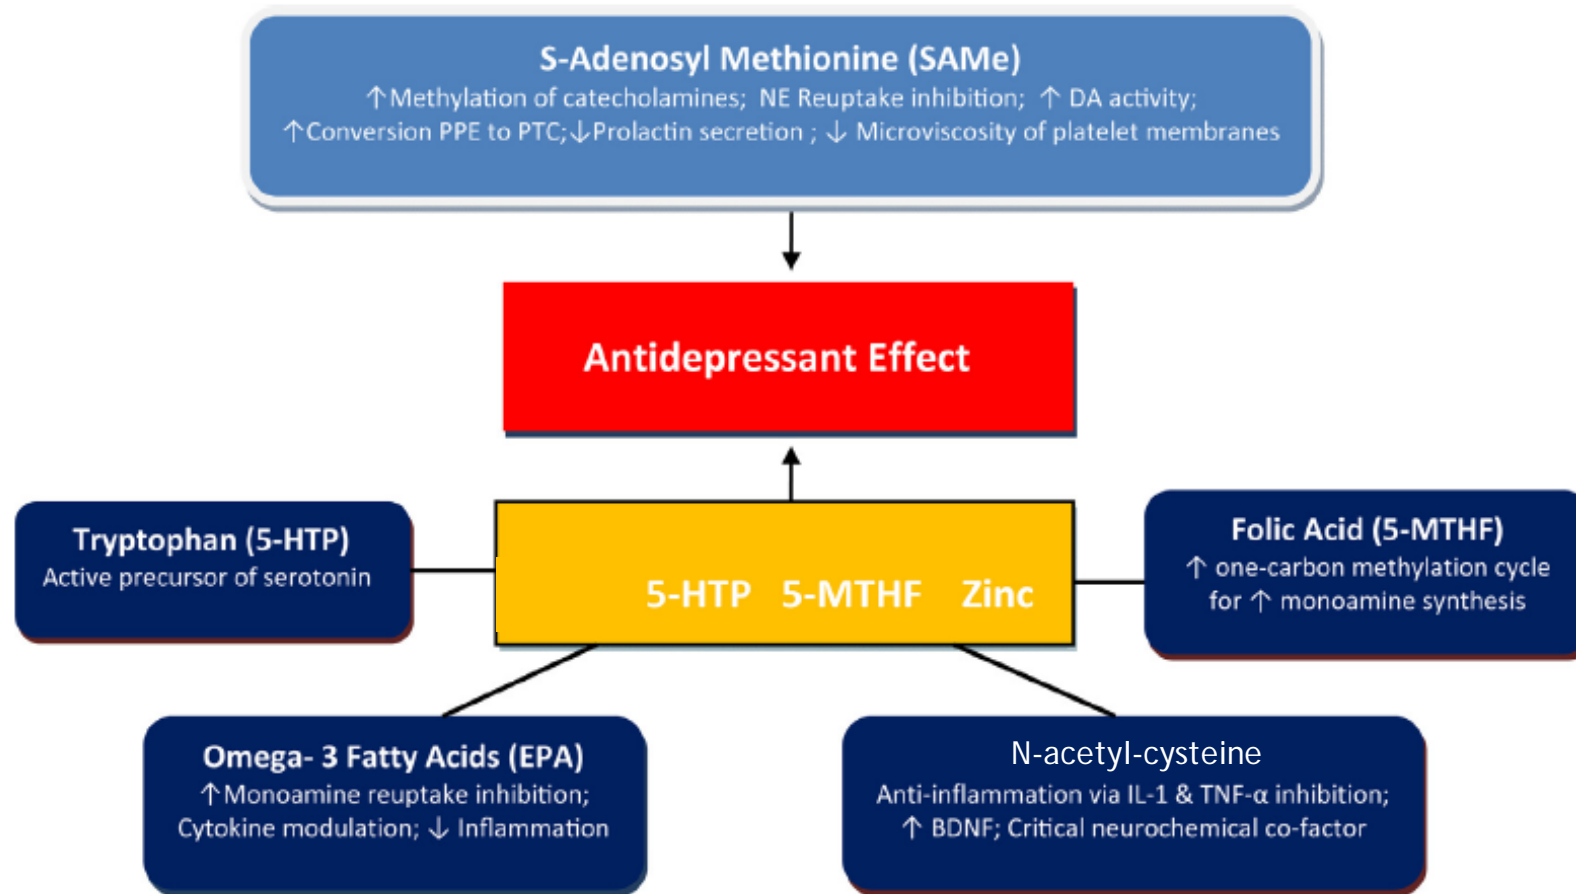 S-Adenosyl Methionine (SAMe)
↑Methylation of catecholamines; NE Reuptake inhibition; ↑ DA activity;
↑Conversion PPE to PTC;↓Prolactin secretion ; ↓ Microviscosity of platelet membranes
Antidepressant Effect
Tryptophan (5-HTP)
Active precursor of serotonin
5-HTP 5-MTHF Zinc
Folic Acid (5-MTHF)
↑ one-carbon methylation cycle
for ↑ monoamine synthesis
Omega- 3 Fatty Acids (EPA)
↑Monoamine reuptake inhibition;
Cytokine modulation; ↓ Inflammation
N-acetyl-cysteine
Anti-inflammation via IL-1 & TNF-α inhibition;
↑ BDNF; Critical neurochemical co-factor